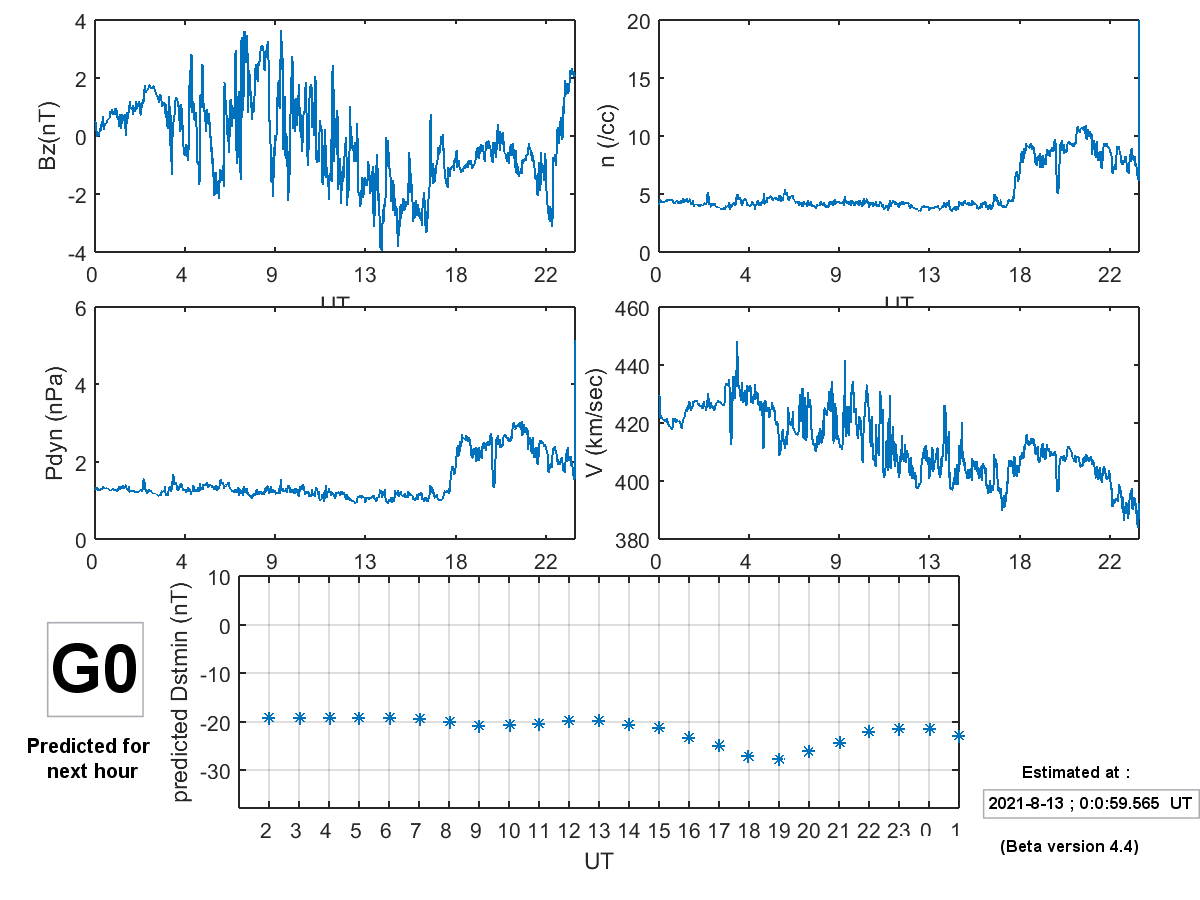 4
2
0
-2
-4
Bz(nT)
0 4 9 13 18 22
UT
20
15
10
5
0
n (/cc)
0 4 9 13 18 22
UT
6
4
2
0
Pdyn (nPa)
0 4 9 13 18 22
460
440
420
400
380
V (km/sec)
0 4 9 13 18 22
10
0
-10
-20
-30
predicted Dstmin (nT)
2 3 4 5 6 7 8 9 10 11 12 13 14 15 16 17 18 19 20 21 22 23 0 1
UT
G0
Predicted for
next hour
Estimated at :
2021-8-13 ; 0:0:59.565 UT
(Beta version 4.4)